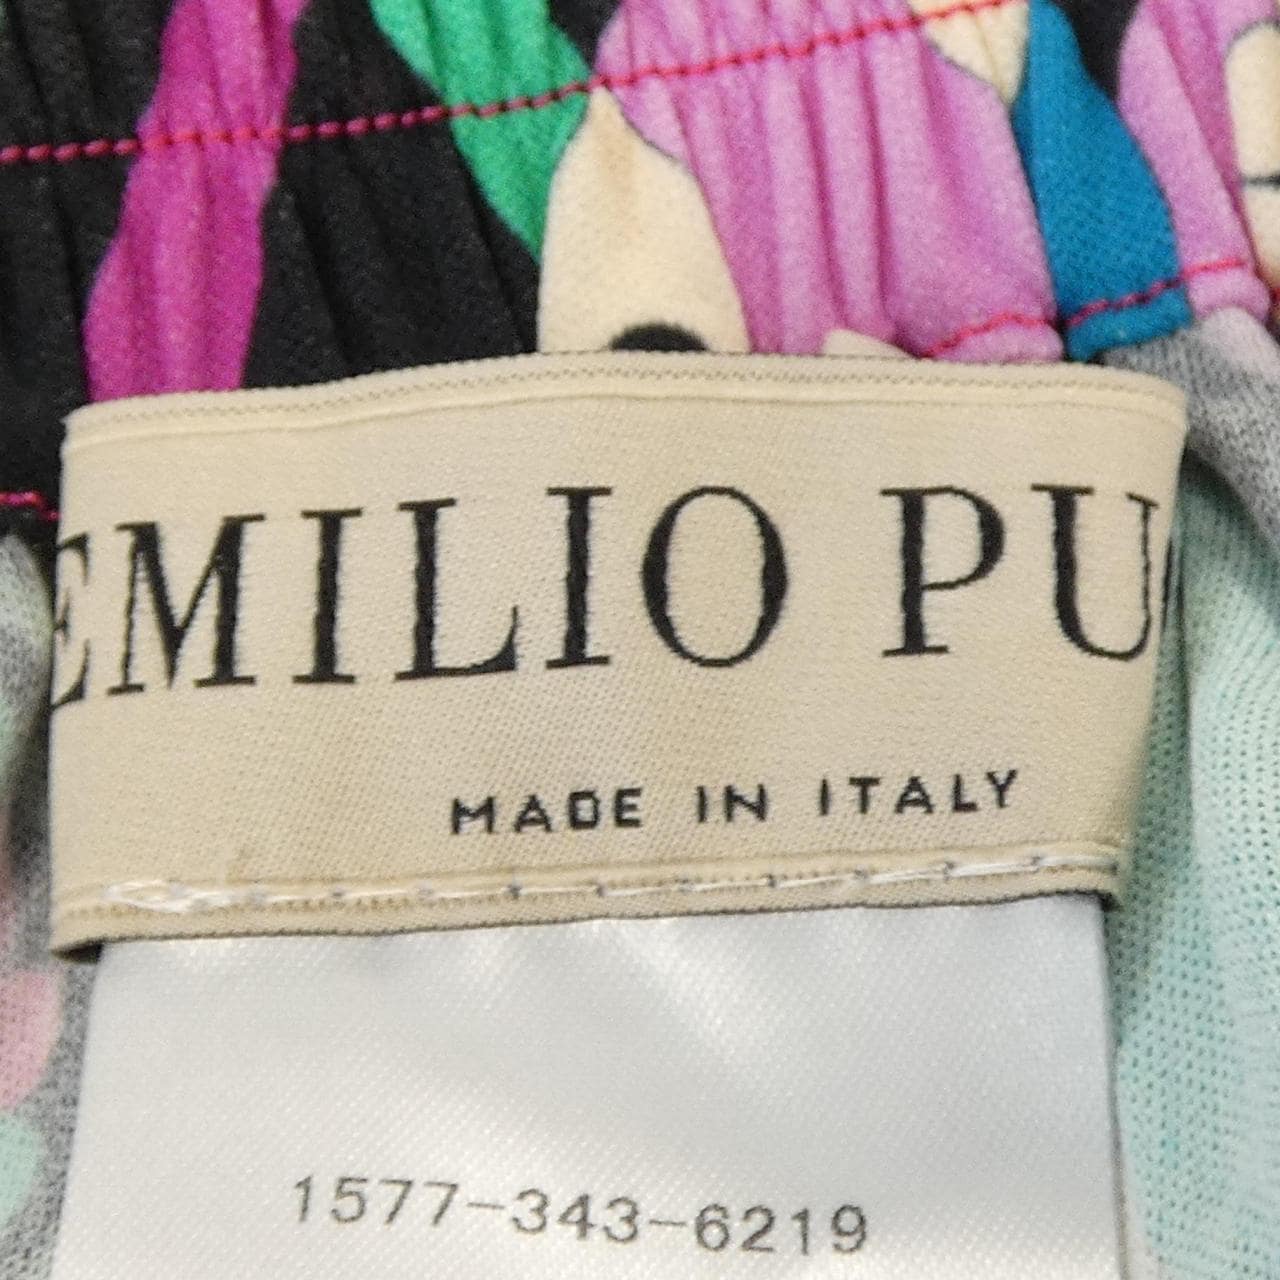 EMILIO PU
MADE IN ITALY
1577-343-6219